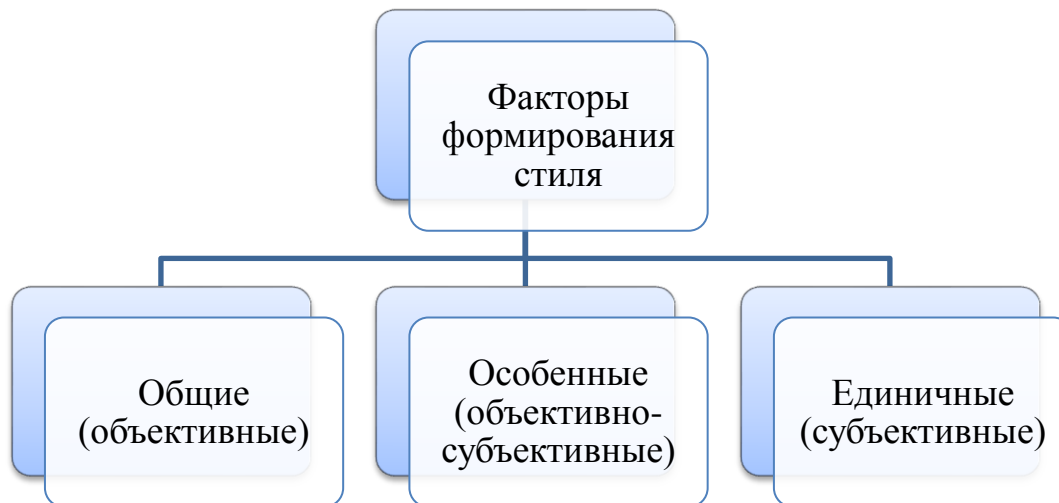 Факторы
формирования
стиля
Общие
(объективные)
Особенные
(объективно-
субъективные)
Единичные
(субъективные)